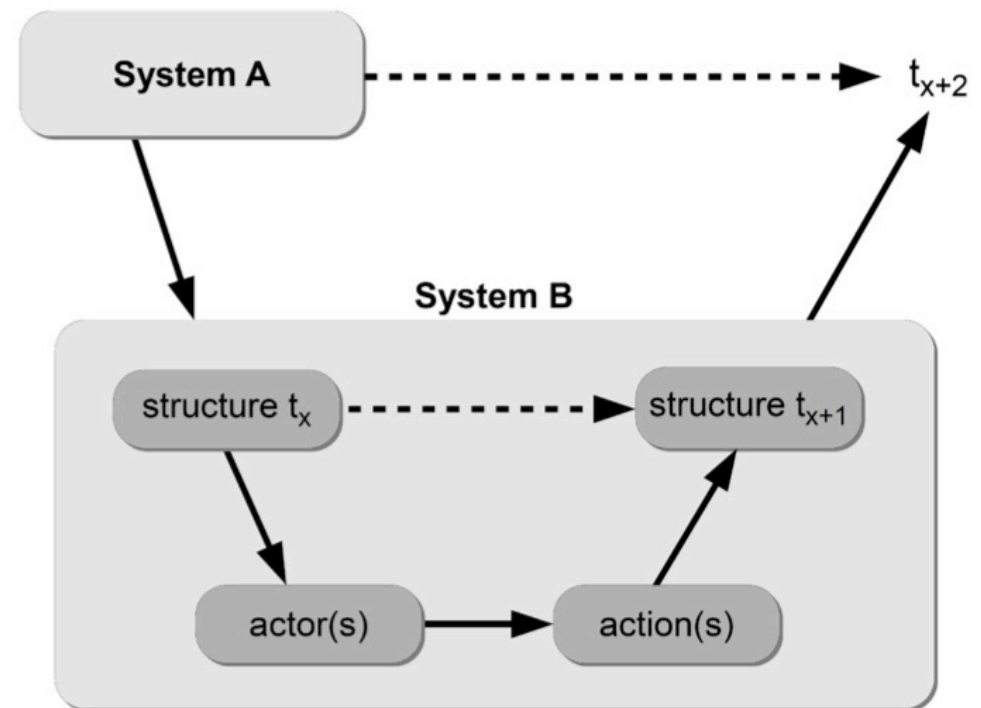 System A
tx+2
System B
structure tx
structure tx+1
actor(s)
action(s)